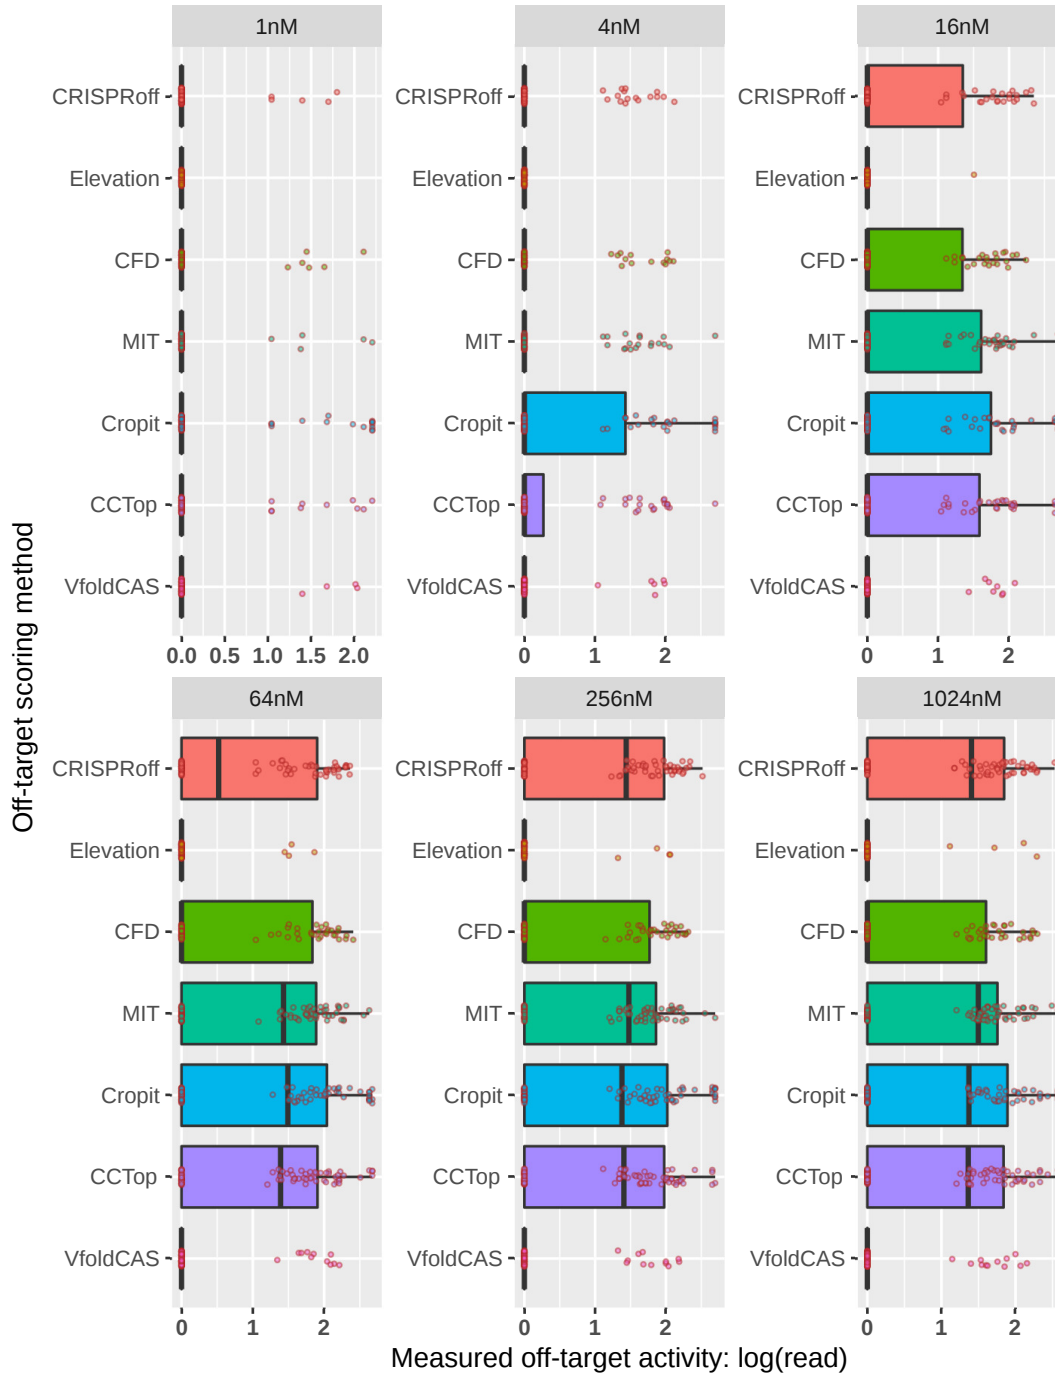 1nM
4nM
16nM
CRISPRoff
Elevation
CFD
MIT
Cropit
CCTop
VfoldCAS
0.0 0.5 1.0 1.5 2.0
CRISPRoff
Elevation
CFD
MIT
Cropit
CCTop
VfoldCAS
0 1 2
CRISPRoff
Elevation
CFD
MIT
Cropit
CCTop
VfoldCAS
0 1 2
64nM
256nM
1024nM
CRISPRoff
Elevation
CFD
MIT
Cropit
CCTop
VfoldCAS
0 1 2
CRISPRoff
Elevation
CFD
MIT
Cropit
CCTop
VfoldCAS
0 1 2
CRISPRoff
Elevation
CFD
MIT
Cropit
CCTop
VfoldCAS
0 1 2
Off-target scoring method
Measured off-target activity: log(read)